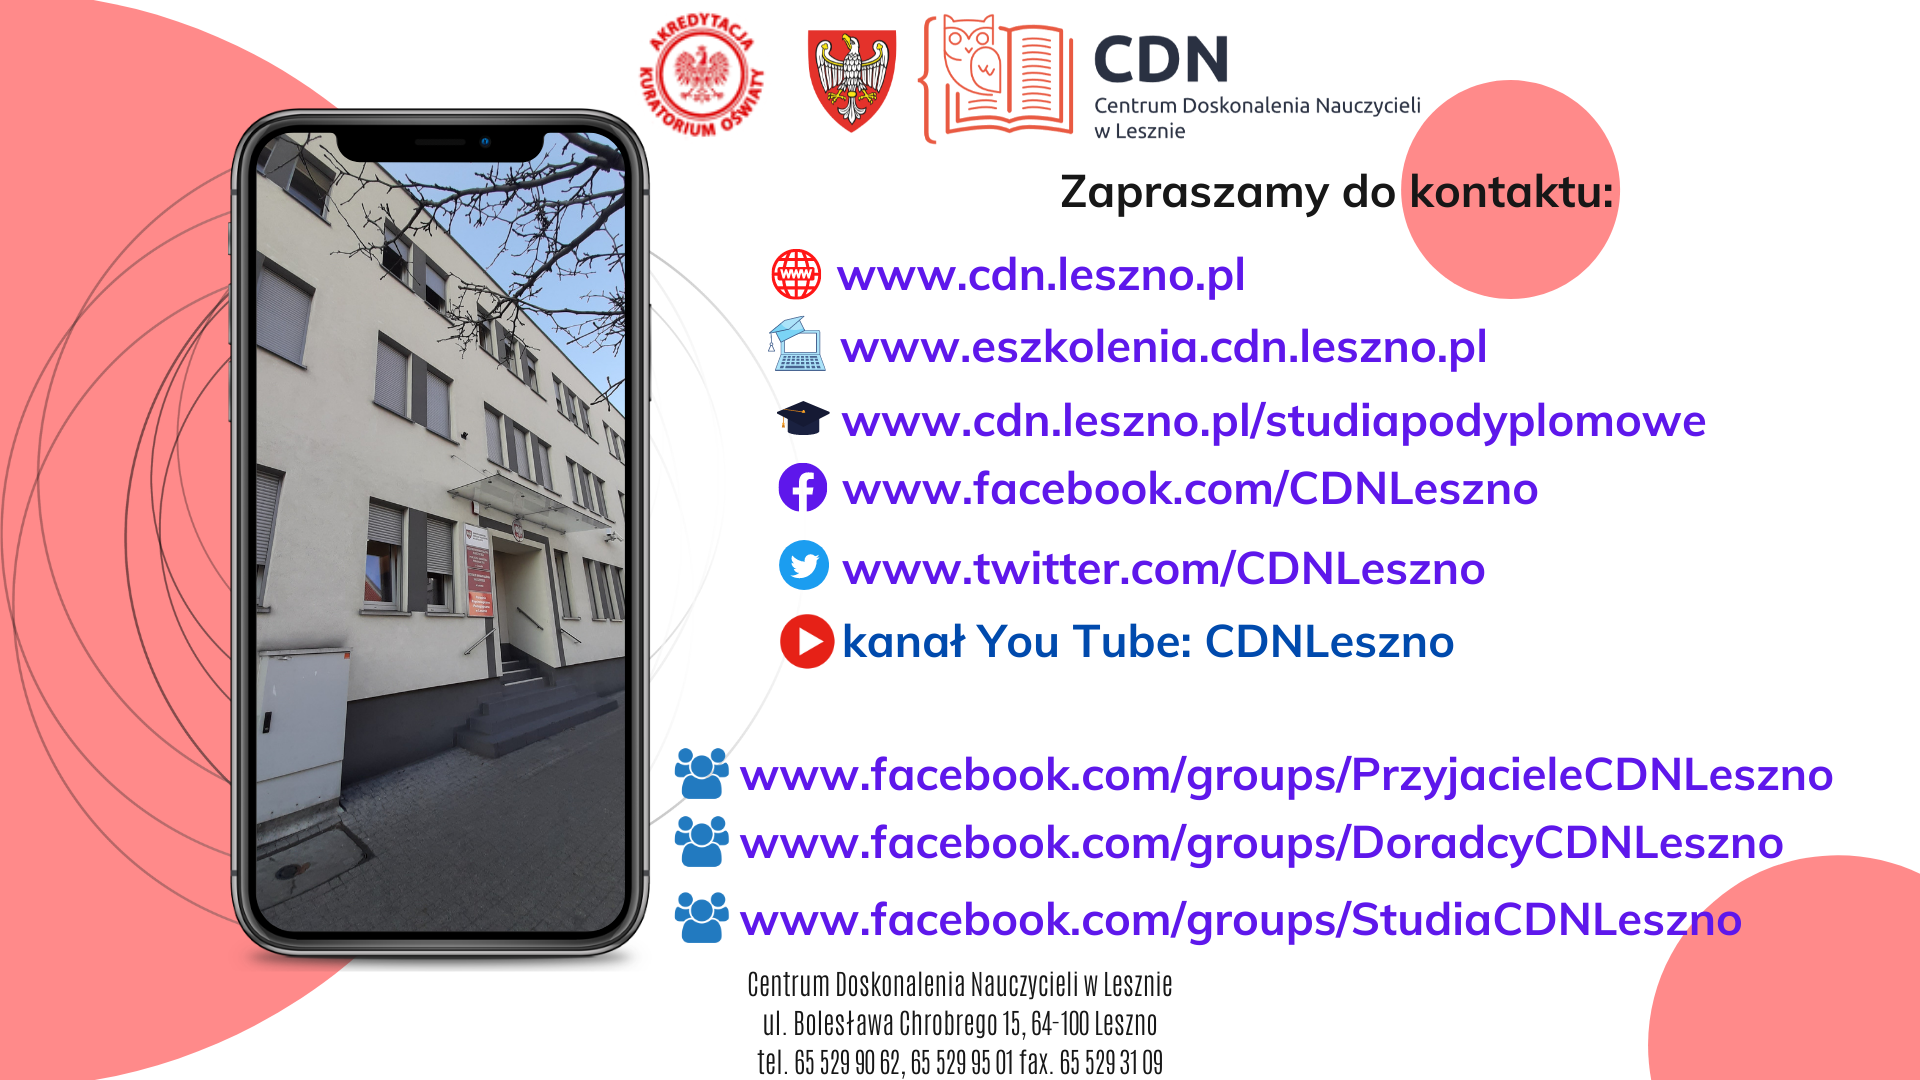 AKREDYTACJA
KURATORIUM OŚWIATY
CDN
Centrum Doskonalenia Nauczycieli
w Lesznie
Zapraszamy do kontaktu:
www
www.cdn.leszno.pl
www.eszkolenia.cdn.leszno.pl
www.cdn.leszno.pl/studiapodyplomowe
www.facebook.com/CDNLeszno
www.twitter.com/CDNLeszno
kanał You Tube: CDNLeszno
www.facebook.com/groups/PrzyjacieleCDNLeszno
www.facebook.com/groups/DoradcyCDNLeszno
www.facebook.com/groups/StudiaCDNLeszno
Centrum Doskonalenia Nauczycieli w Lesznie
ul. Bolesława Chrobrego 15, 64-100 Leszno
tel. 65 529 90 62, 65 529 95 01 fax. 65 529 31 09